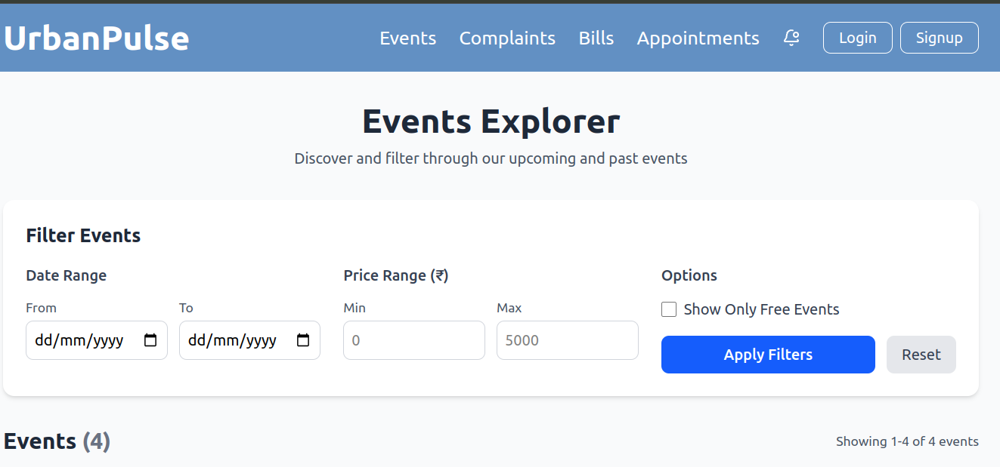 UrbanPulse Events Complaints Bills Appointments Login Signup
Events Explorer
Discover and filter through our upcoming and past events
Filter Events
Date Range Price Range (₹) Options
From To Min Max Show Only Free Events
dd/mm/yyyy dd/mm/yyyy 0 5000 Apply Filters Reset
Events (4) Showing 1-4 of 4 events